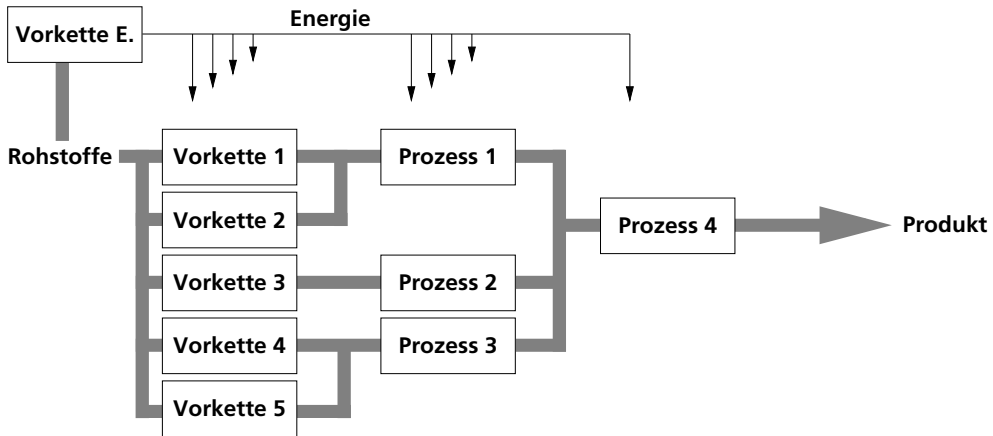 Energie
Vorkette E.
Rohstoffe
Vorkette 1
Prozess 1
Vorkette 2
Prozess 4
Produkt
Vorkette 3
Prozess 2
Vorkette 4
Prozess 3
Vorkette 5